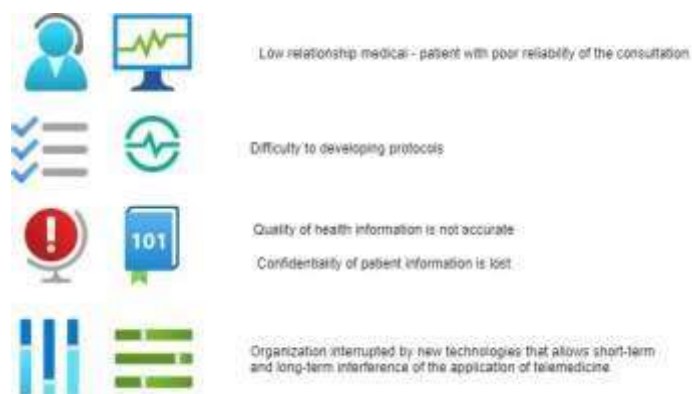 Low relationship medical - patient with poor reliability of the consultation
Difficulty to developing protocols
101
Quality of health information is not accurate
Confidentiality of patient information is lost
Organization interrupted by new technologies that allows short-term
and long-term interference of the application of telemedicine